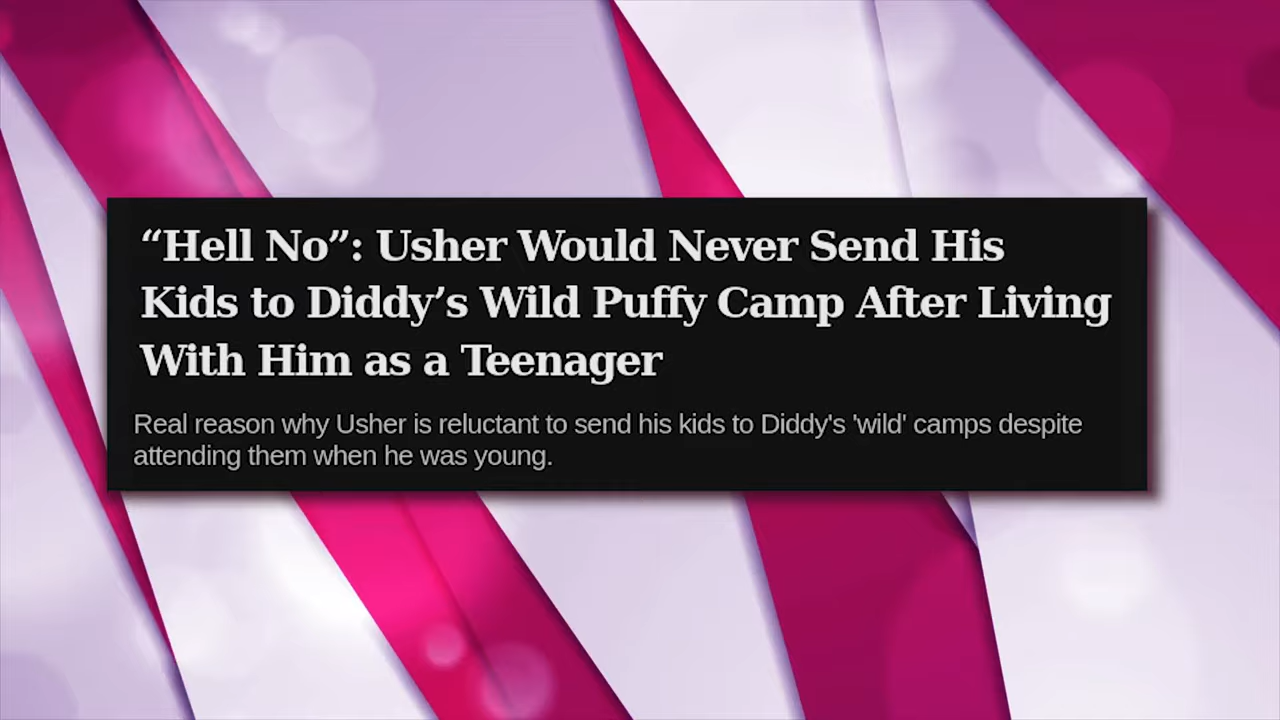 “Hell No”: Usher Would Never Send His
Kids to Diddy’s Wild Puffy Camp After Living
With Him as a Teenager
Real reason why Usher is reluctant to send his kids to Diddy's 'wild' camps despite
attending them when he was young.